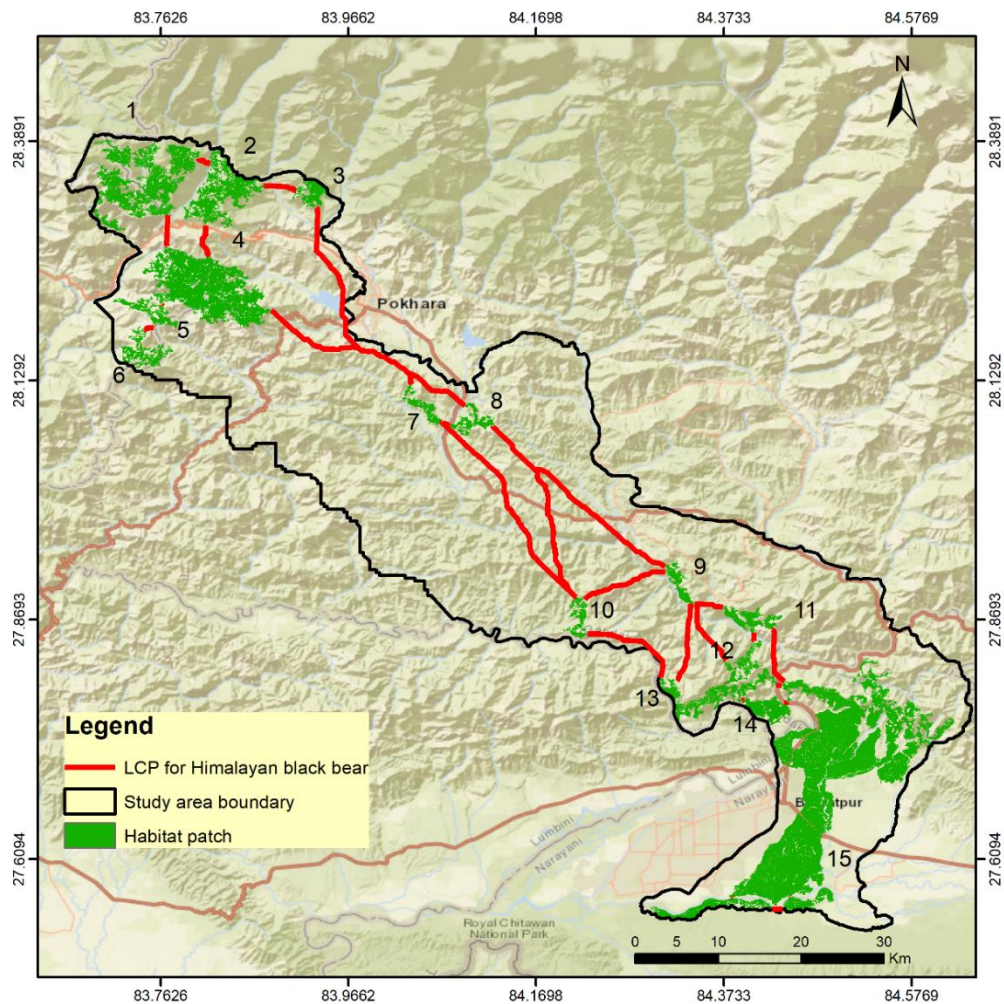 83.7626 83.9662 84.1698 84.3733 84.5769
N
1
28.3891 28.3891
2
3
4
Pokhara
5
6
28.1292 28.1292
7
8
9
27.8693 27.8693
10
11
12
13
14
Legend
LCP for Himalayan black bear
Study area boundary
Habitat patch
Lumbini
Narayani
Lumbini
27.6094 27.6094
15
Royal Chitawan
National Park
0 5 10 20 30
Km
83.7626 83.9662 84.1698 84.3733 84.5769